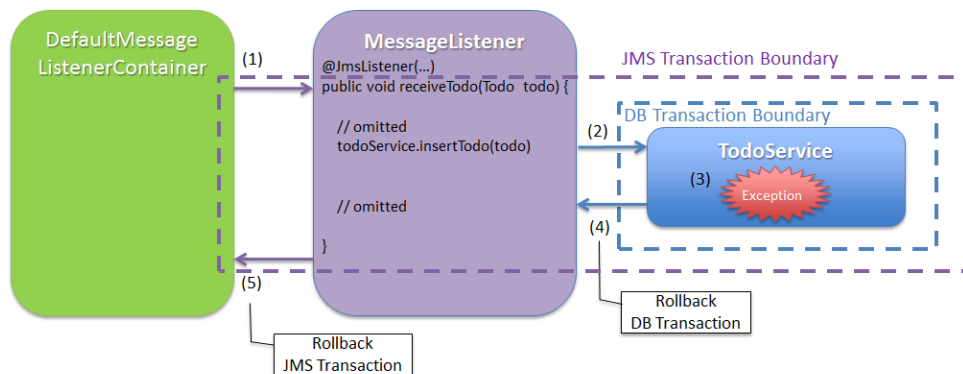 DefaultMessage
ListenerContainer
(1)
MessageListener
@JmsListener(...)
public void receiveTodo(Todo todo) {
// omitted
todoService.insertTodo(todo)
// omitted
}
JMS Transaction Boundary
DB Transaction Boundary
(2)
TodoService
(3)
Exception
(4)
(5)
Rollback
DB Transaction
Rollback
JMS Transaction